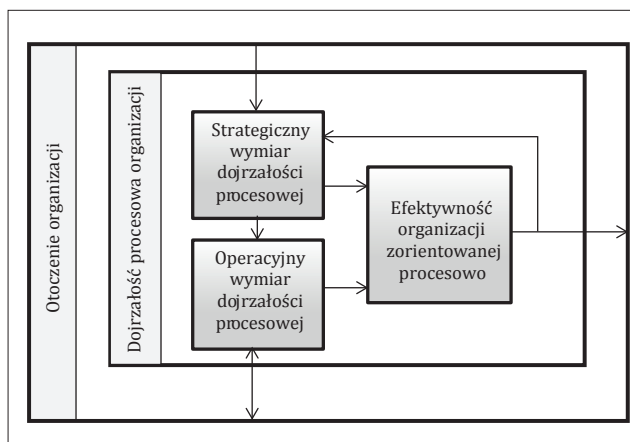 Otoczenie organizacji
Dojrzałość procesowa organizacji
Strategiczny
wymiar
dojrzałości
procesowej
Efektywność
organizacji
zorientowanej
procesowo
Operacyjny
wymiar
dojrzałości
procesowej